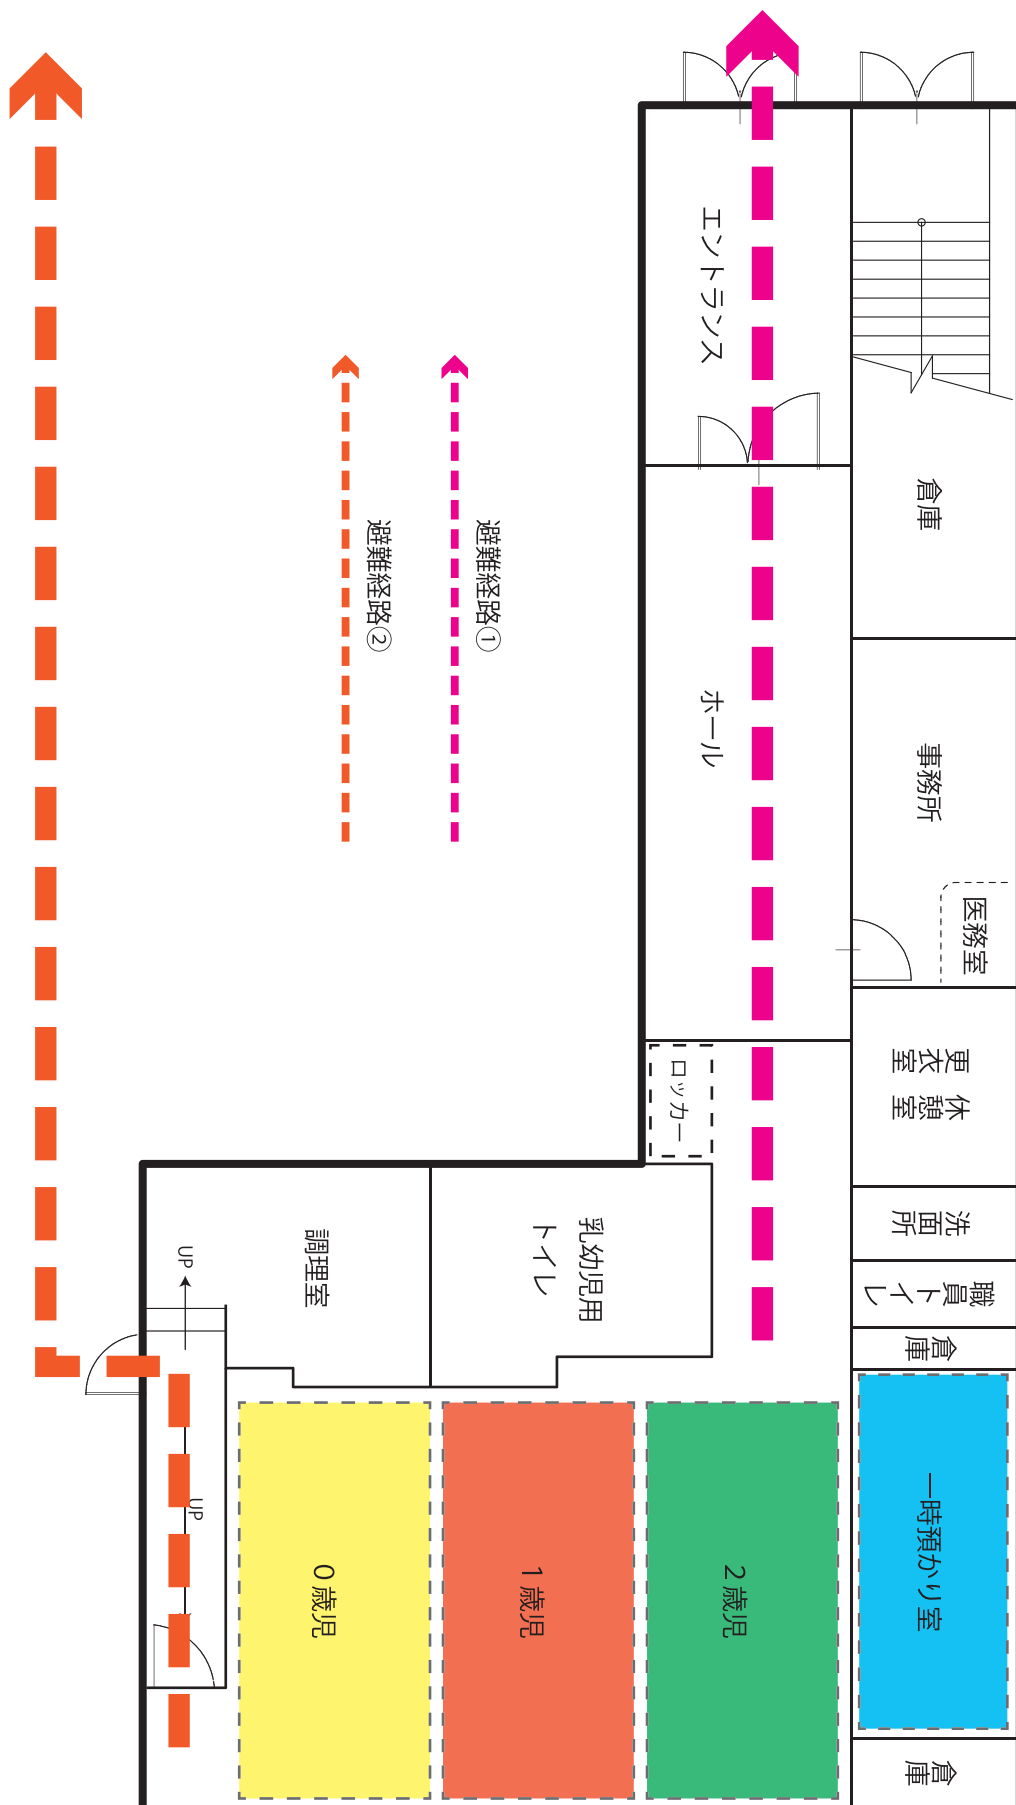 エントランス
倉庫
避難経路①
避難経路②
ホール
事務所
医務室
ロッカー
更衣室
休憩室
洗面所
職員トイレ
倉庫
乳幼児用
トイレ
調理室
UP
UP
一時預かり室
2歳児
1歳児
0歳児
倉庫